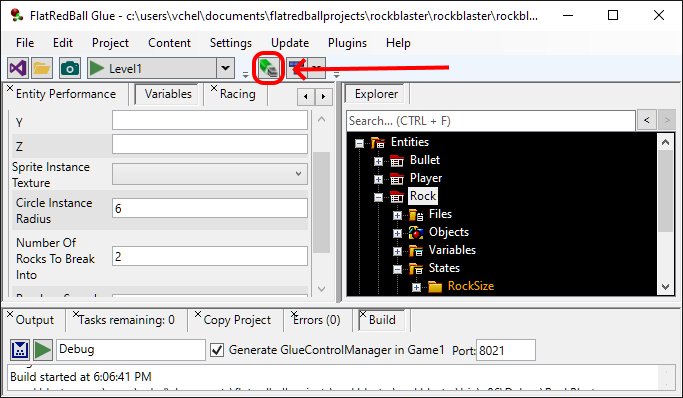 FlatRedBall Glue - c:\users\vchel\documents\flatredballprojects\rockblaster\rockblaster\rockbl...
File Project Content Settings Update Plugins Help
Level1
Entity Performance Variables Racing
Explorer
Y
Z
Sprite Instance
Texture
Circle Instance
Radius
6
Number Of
Rocks To Break
Into
2
Search... (CTRL + F)
Entities
Bullet
Player
Rock
Files
Objects
Variables
States
RockSize
Output Tasks remaining: 0 Copy Project Errors (0) Build
Debug Generate GlueControlManager in Game1 Port: 8021
Build started at 6:06:41 PM